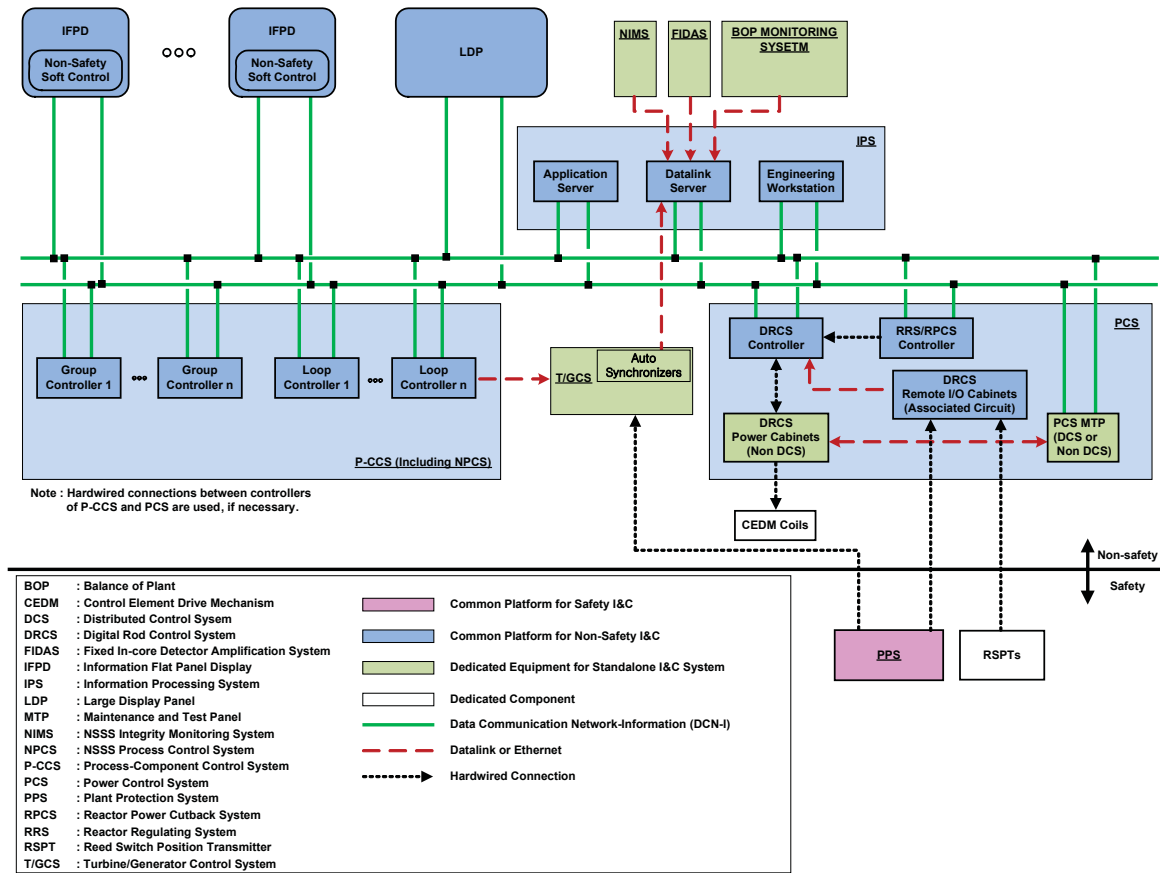 IFPD
Non-Safety
Soft Control
IFPD
Non-Safety
Soft Control
LDP
NIMS
FIDAS
BOP MONITORING
SYSETM
IPS
Application
Server
Datalink
Server
Engineering
Workstation
Group
Controller 1
Group
Controller n
Loop
Controller 1
Loop
Controller n
P-CCS (Including NPCS)
T/GCS
Auto
Synchronizers
PCS
DRCS
Controller
RRS/RPCS
Controller
DRCS
Remote I/O Cabinets
(Associated Circuit)
DRCS
Power Cabinets
(Non DCS)
PCS MTP
(DCS or
Non DCS)
CEDM Coils
Note : Hardwired connections between controllers
of P-CCS and PCS are used, if necessary.
Non-safety
Safety
PPS
RSPTs
BOP : Balance of Plant
CEDM : Control Element Drive Mechanism
DCS : Distributed Control Sysem
DRCS : Digital Rod Control System
FIDAS : Fixed In-core Detector Amplification System
IFPD : Information Flat Panel Display
IPS : Information Processing System
LDP : Large Display Panel
MTP : Maintenance and Test Panel
NIMS : NSSS Integrity Monitoring System
NPCS : NSSS Process Control System
P-CCS : Process-Component Control System
PCS : Power Control System
PPS : Plant Protection System
RPCS : Reactor Power Cutback System
RRS : Reactor Regulating System
RSPT : Reed Switch Position Transmitter
T/GCS : Turbine/Generator Control System
Common Platform for Safety I&C
Common Platform for Non-Safety I&C
Dedicated Equipment for Standalone I&C System
Dedicated Component
Data Communication Network-Information (DCN-I)
Datalink or Ethernet
Hardwired Connection